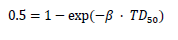 0.5 = 1 − exp(−β · TD₅₀)